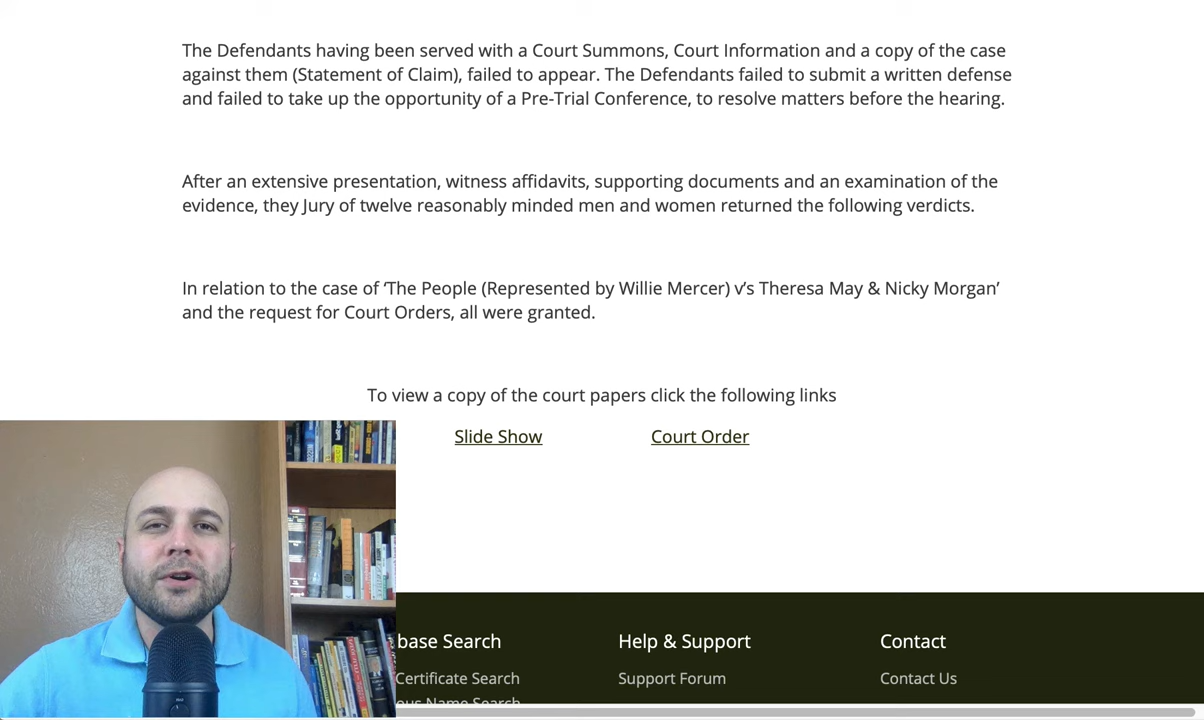 The Defendants having been served with a Court Summons, Court Information and a copy of the case
against them (Statement of Claim), failed to appear. The Defendants failed to submit a written defense
and failed to take up the opportunity of a Pre-Trial Conference, to resolve matters before the hearing.
After an extensive presentation, witness affidavits, supporting documents and an examination of the
evidence, they Jury of twelve reasonably minded men and women returned the following verdicts.
In relation to the case of ‘The People (Represented by Willie Mercer) v’s Theresa May & Nicky Morgan’
and the request for Court Orders, all were granted.
To view a copy of the court papers click the following links
Slide Show Court Order
base Search Help & Support Contact
Certificate Search Support Forum Contact Us
ous Name Search